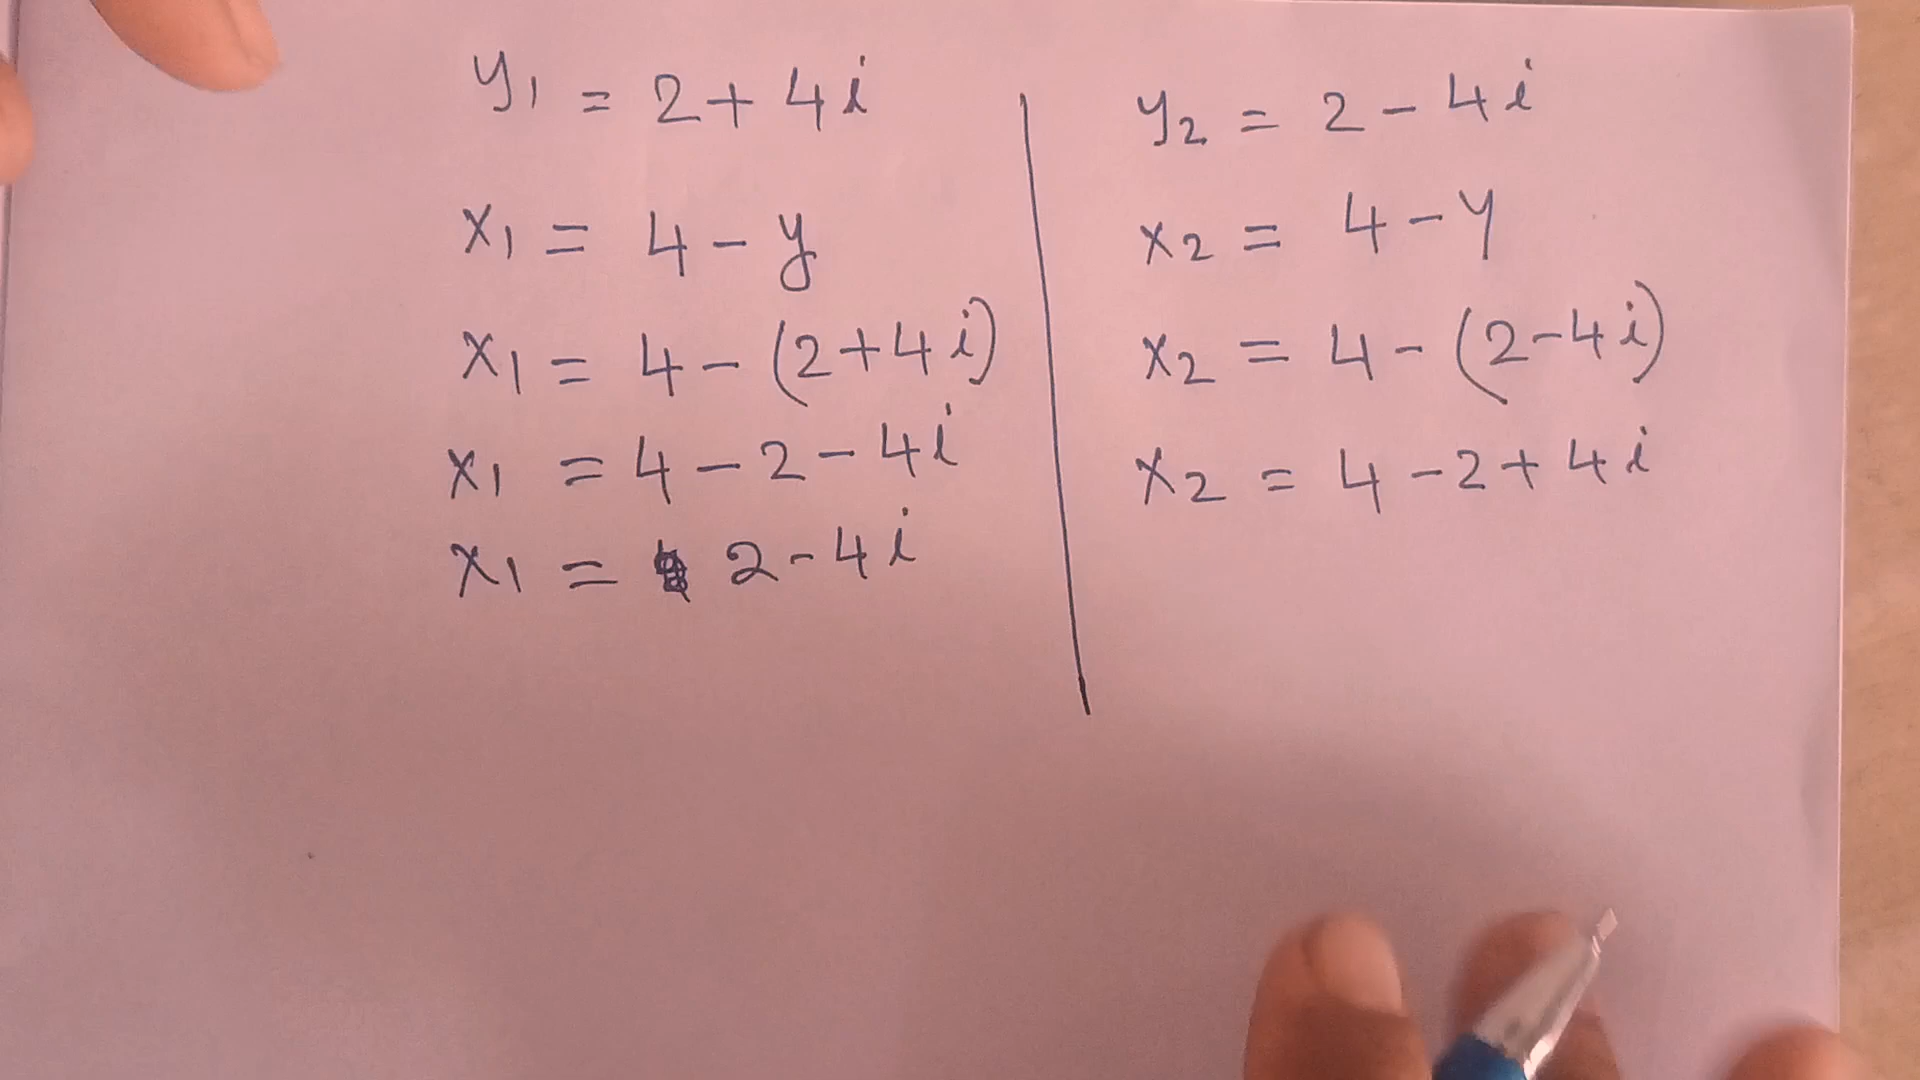 y₁ = 2 + 4i
x₁ = 4 - y
x₁ = 4 - (2 + 4i)
x₁ = 4 - 2 - 4i
x₁ = 2 - 4i
y₂ = 2 - 4i
x₂ = 4 - y
x₂ = 4 - (2 - 4i)
x₂ = 4 - 2 + 4i